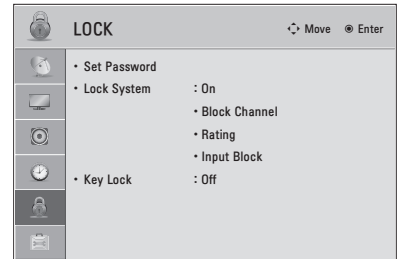 LOCK Move Enter
• Set Password
• Lock System : On
• Block Channel
• Rating
• Input Block
• Key Lock : Off